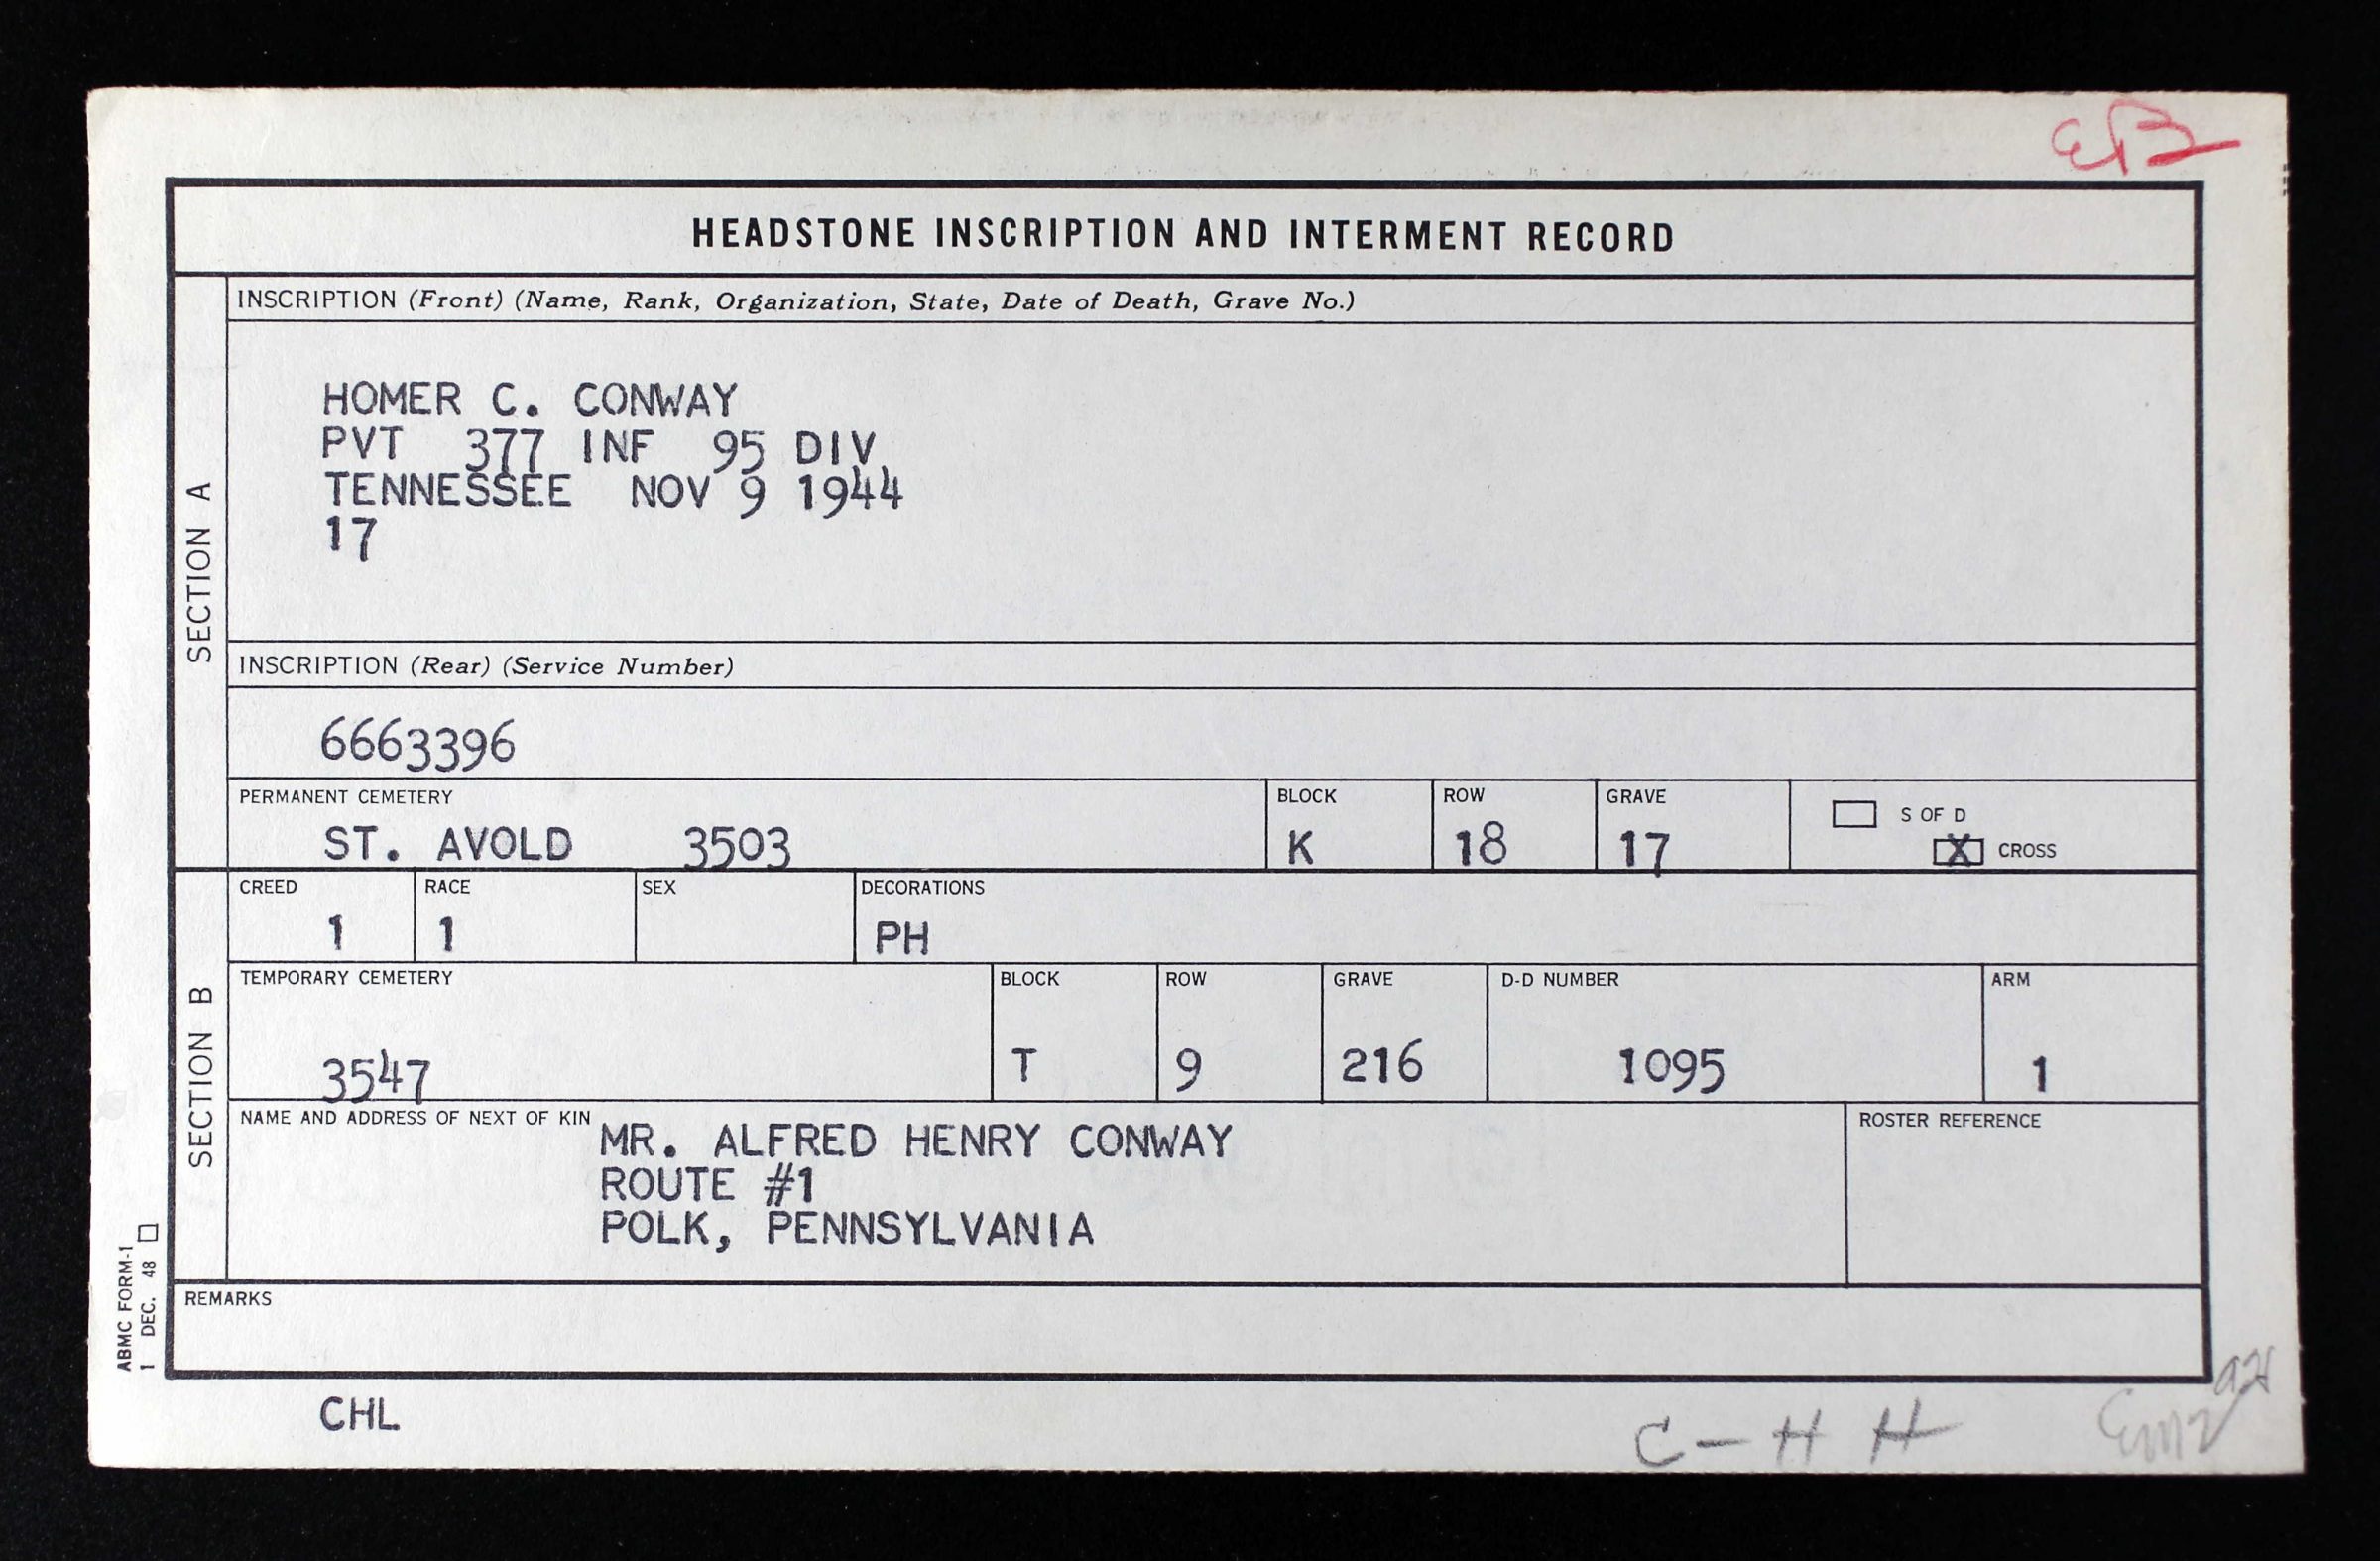 EB
HEADSTONE INSCRIPTION AND INTERMENT RECORD
SECTION A
INSCRIPTION (Front) (Name, Rank, Organization, State, Date of Death, Grave No.)
HOMER C. CONWAY
PVT 377 INF 95 DIV
TENNESSEE NOV 9 1944
17
INSCRIPTION (Rear) (Service Number)
6663396
PERMANENT CEMETERY BLOCK ROW GRAVE S OF D
ST. AVOLD 3503 K 18 17 X CROSS
SECTION B
CREED RACE SEX DECORATIONS
1 1 PH
TEMPORARY CEMETERY BLOCK ROW GRAVE D-D NUMBER ARM
3547 T 9 216 1095 1
NAME AND ADDRESS OF NEXT OF KIN ROSTER REFERENCE
MR. ALFRED HENRY CONWAY
ROUTE #1
POLK, PENNSYLVANIA
REMARKS
ABMC FORM-1
1 DEC. 48
CHL
C-H H